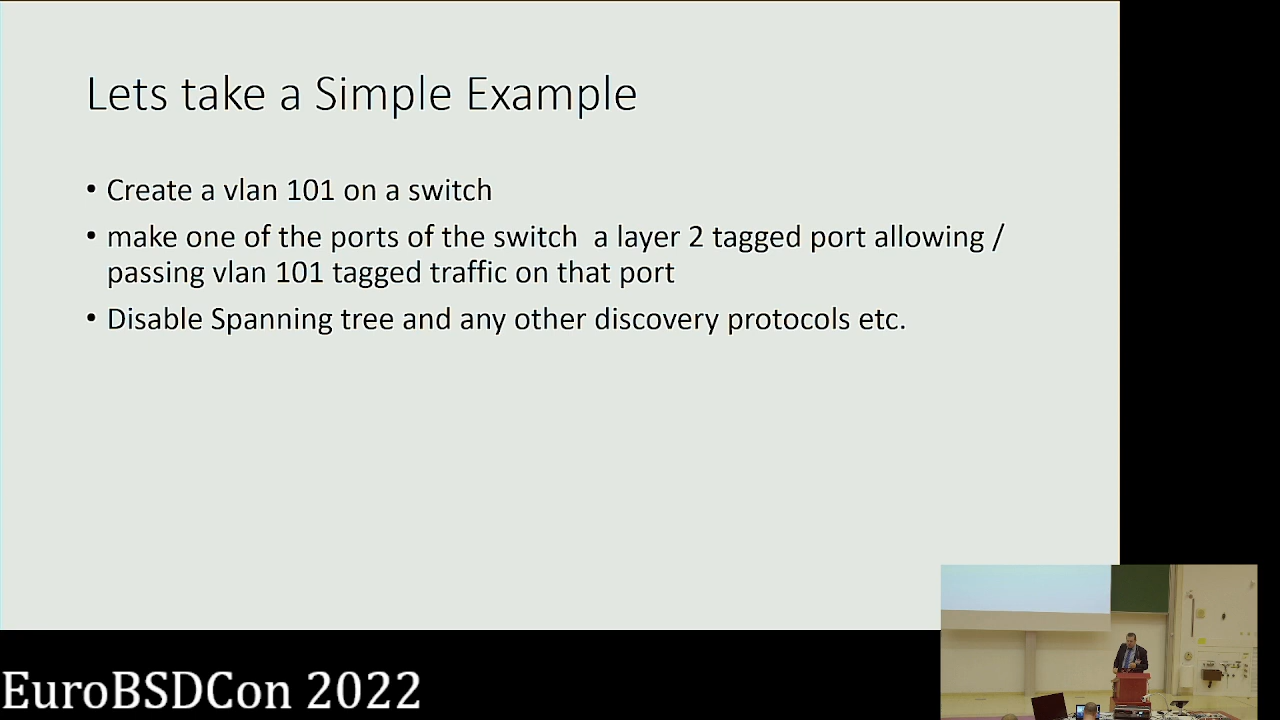 Lets take a Simple Example
• Create a vlan 101 on a switch
• make one of the ports of the switch  a layer 2 tagged port allowing /
passing vlan 101 tagged traffic on that port
• Disable Spanning tree and any other discovery protocols etc.
EuroBSDCon 2022